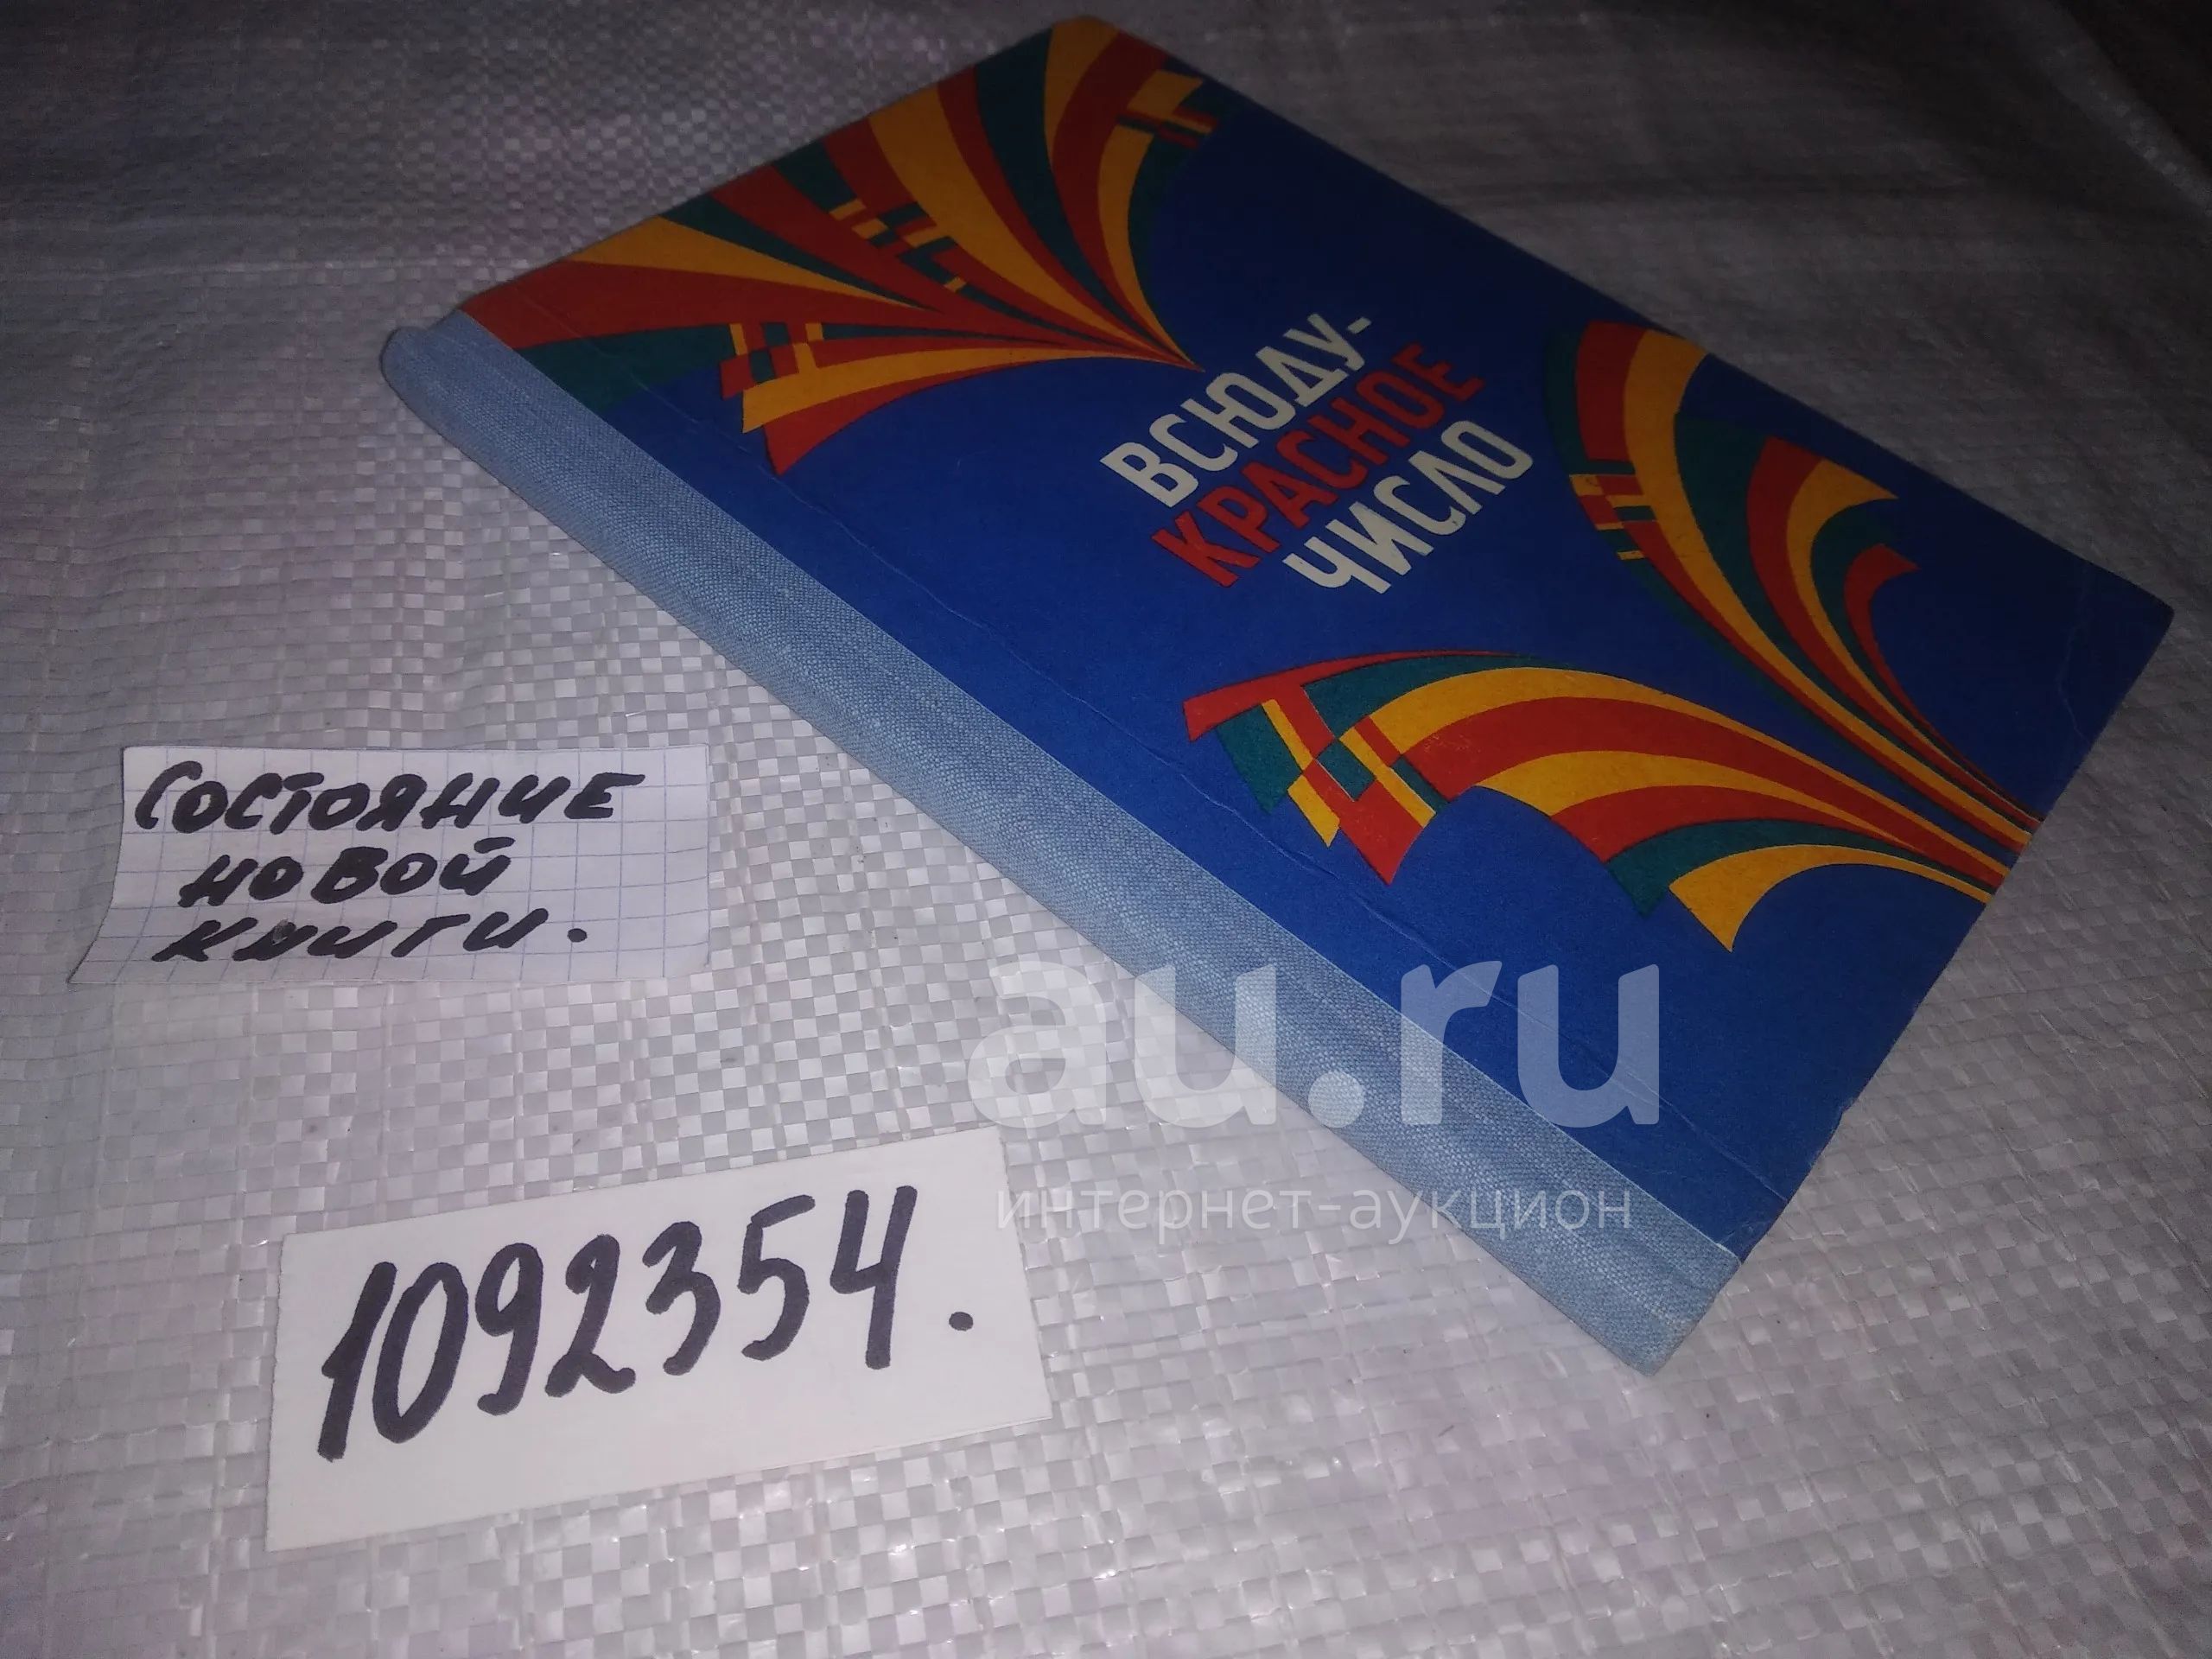 ВСЮДУ-
КРАСНОЕ
ЧИСЛО
СОСТОЯНИЕ
НОВОЙ
КНИГИ.
au.ru
интернет-аукцион
1092354.